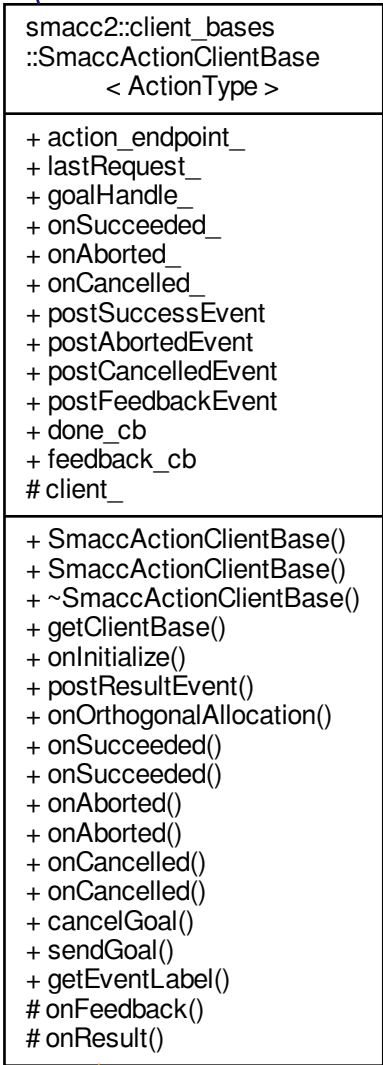 smacc2::client_bases
::SmaccActionClientBase
< ActionType >
+ action_endpoint_
+ lastRequest_
+ goalHandle_
+ onSucceeded_
+ onAborted_
+ onCancelled_
+ postSuccessEvent
+ postAbortedEvent
+ postCancelledEvent
+ postFeedbackEvent
+ done_cb
+ feedback_cb
# client_
+ SmaccActionClientBase()
+ SmaccActionClientBase()
+ ~SmaccActionClientBase()
+ getClientBase()
+ onInitialize()
+ postResultEvent()
+ onOrthogonalAllocation()
+ onSucceeded()
+ onSucceeded()
+ onAborted()
+ onAborted()
+ onCancelled()
+ onCancelled()
+ cancelGoal()
+ sendGoal()
+ getEventLabel()
# onFeedback()
# onResult()